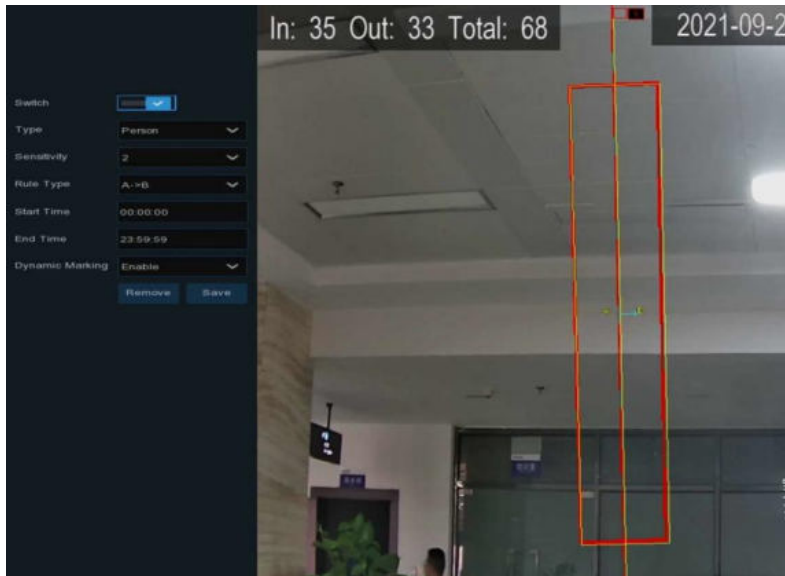 In: 35 Out: 33 Total: 68
2021-09-2
Switch
Type
Person
Sensitivity
2
Rule Type
A->B
Start Time
00:00:00
End Time
23:59:59
Dynamic Marking
Enable
Remove
Save